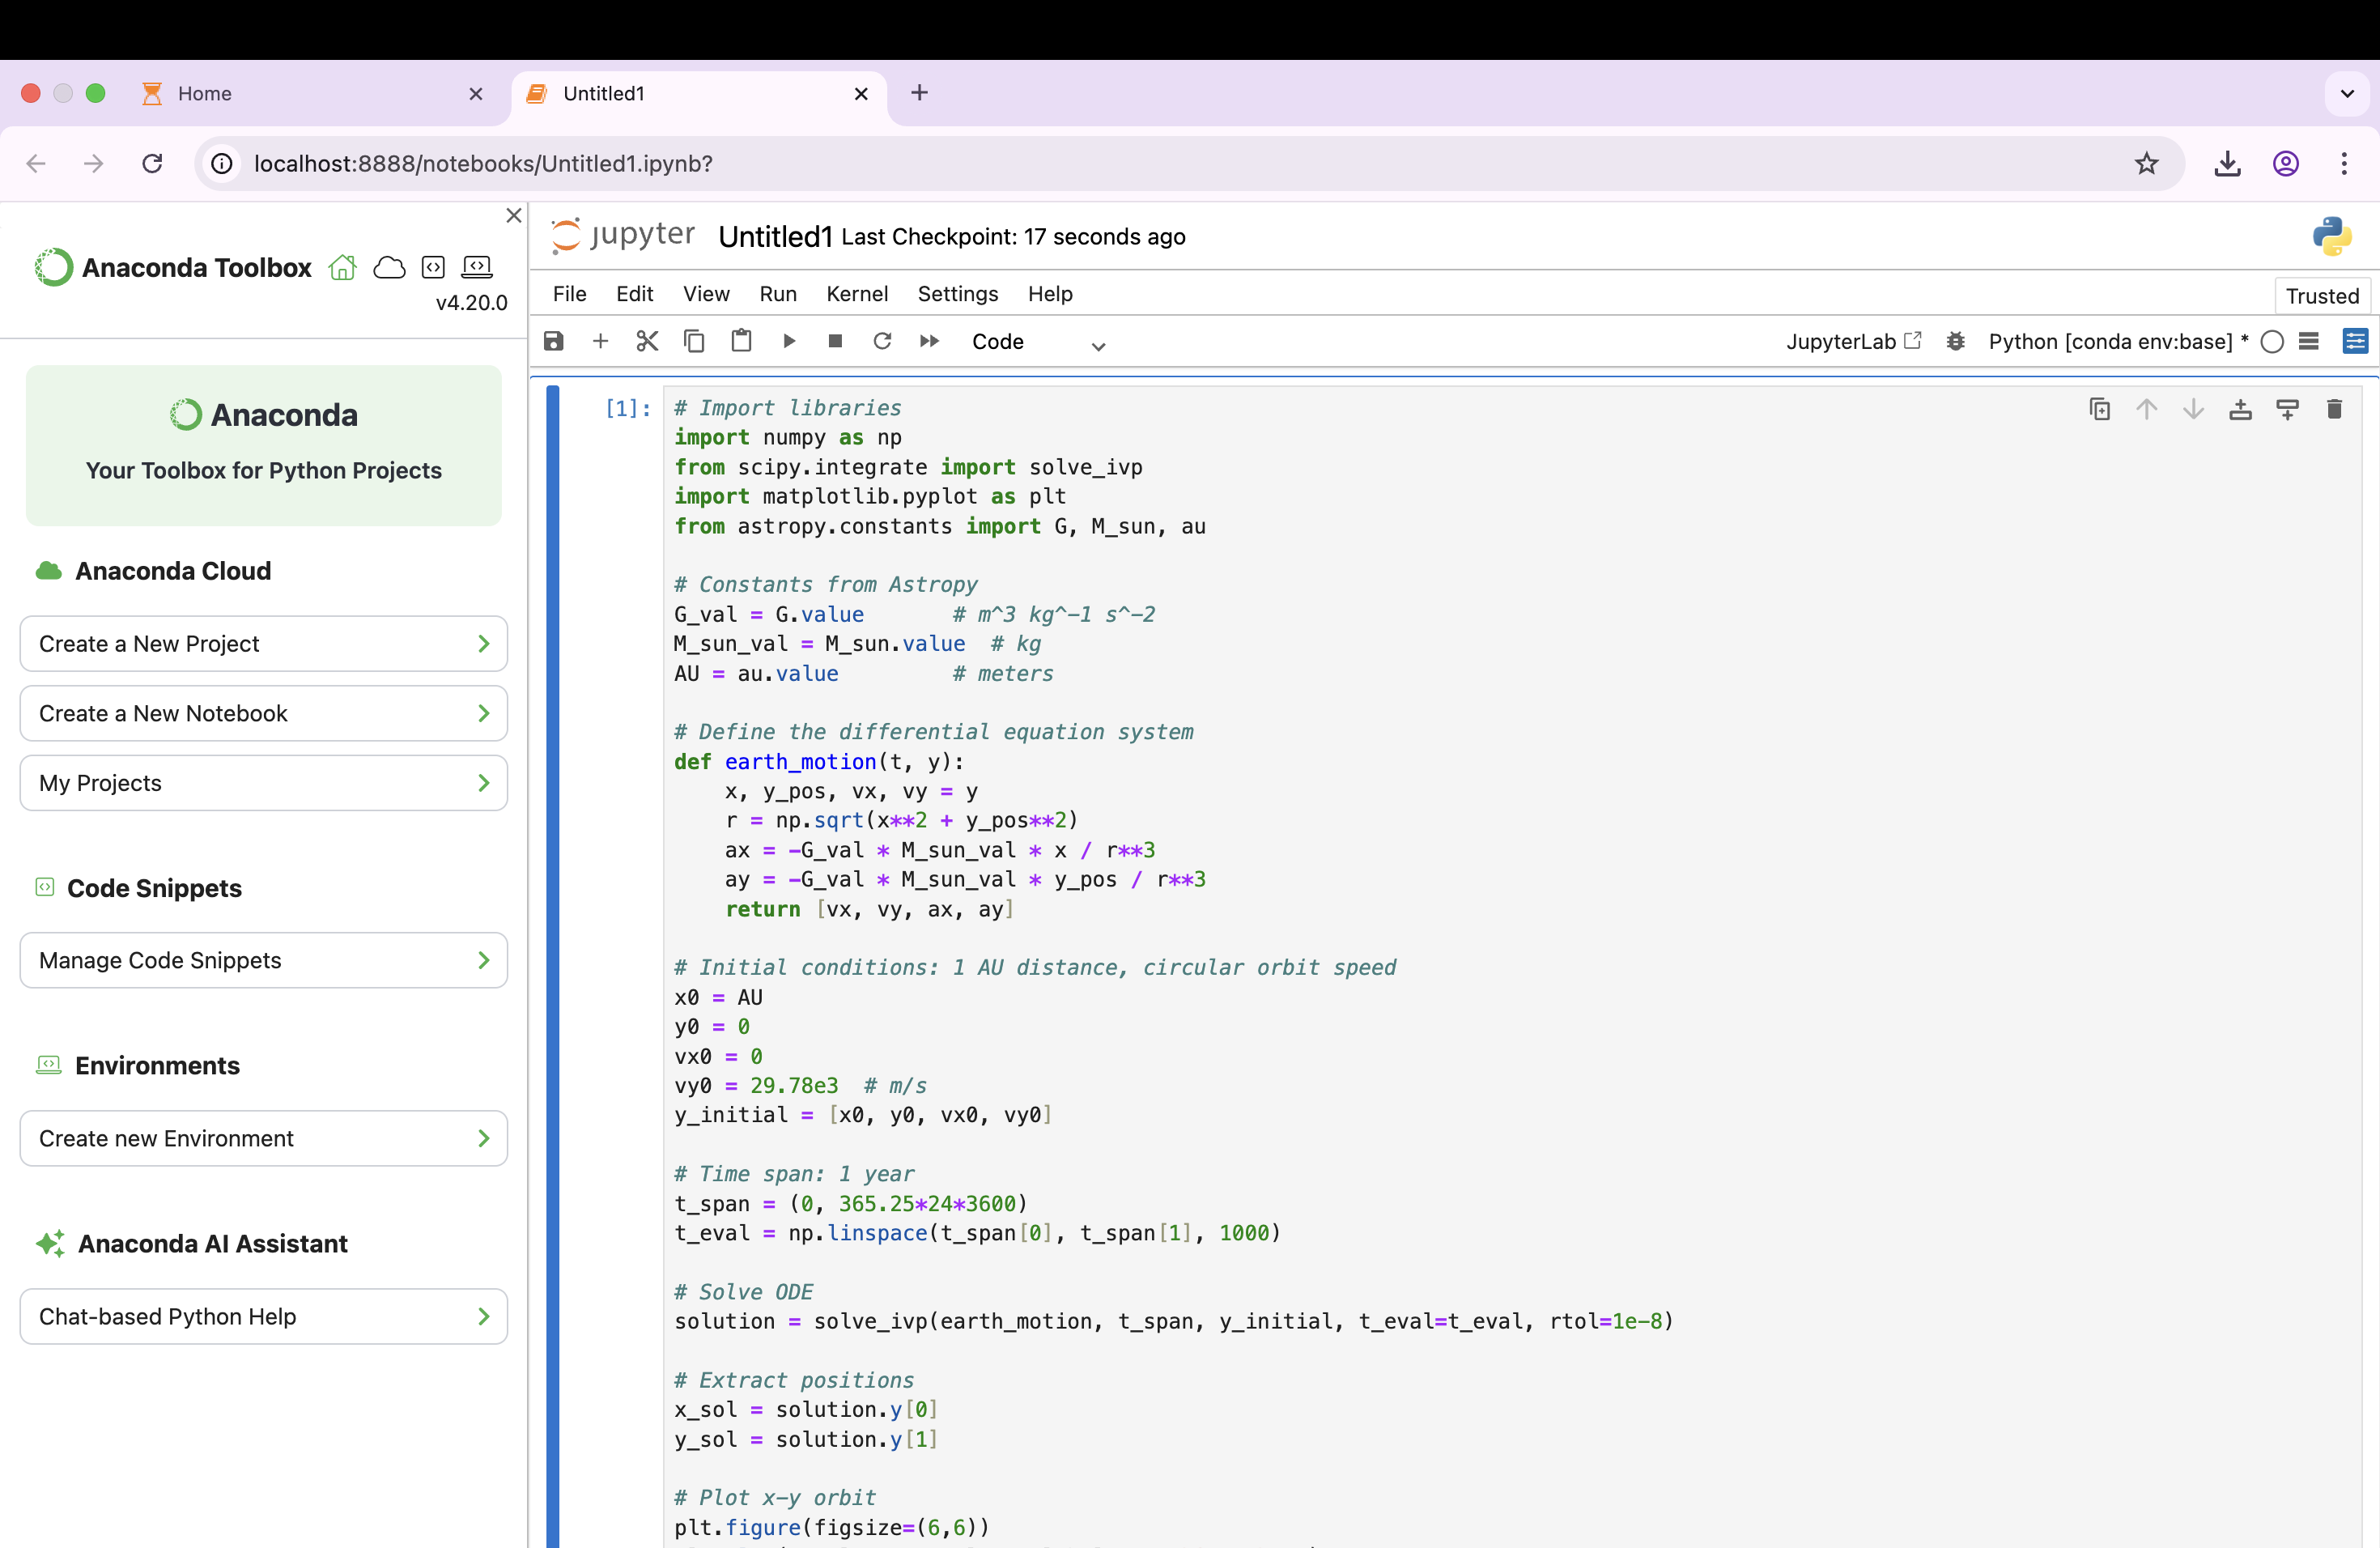 Home
Untitled1
localhost:8888/notebooks/Untitled1.ipynb?
Anaconda Toolbox
v4.20.0
Anaconda
Your Toolbox for Python Projects
Anaconda Cloud
Create a New Project
Create a New Notebook
My Projects
Code Snippets
Manage Code Snippets
Environments
Create new Environment
Anaconda AI Assistant
Chat-based Python Help
jupyter Untitled1 Last Checkpoint: 17 seconds ago
File Edit View Run Kernel Settings Help
Trusted
Code
JupyterLab Python [conda env:base] *
[1]: # Import libraries
import numpy as np
from scipy.integrate import solve_ivp
import matplotlib.pyplot as plt
from astropy.constants import G, M_sun, au

# Constants from Astropy
G_val = G.value       # m^3 kg^-1 s^-2
M_sun_val = M_sun.value  # kg
AU = au.value         # meters

# Define the differential equation system
def earth_motion(t, y):
    x, y_pos, vx, vy = y
    r = np.sqrt(x**2 + y_pos**2)
    ax = -G_val * M_sun_val * x / r**3
    ay = -G_val * M_sun_val * y_pos / r**3
    return [vx, vy, ax, ay]

# Initial conditions: 1 AU distance, circular orbit speed
x0 = AU
y0 = 0
vx0 = 0
vy0 = 29.78e3  # m/s
y_initial = [x0, y0, vx0, vy0]

# Time span: 1 year
t_span = (0, 365.25*24*3600)
t_eval = np.linspace(t_span[0], t_span[1], 1000)

# Solve ODE
solution = solve_ivp(earth_motion, t_span, y_initial, t_eval=t_eval, rtol=1e-8)

# Extract positions
x_sol = solution.y[0]
y_sol = solution.y[1]

# Plot x-y orbit
plt.figure(figsize=(6,6))